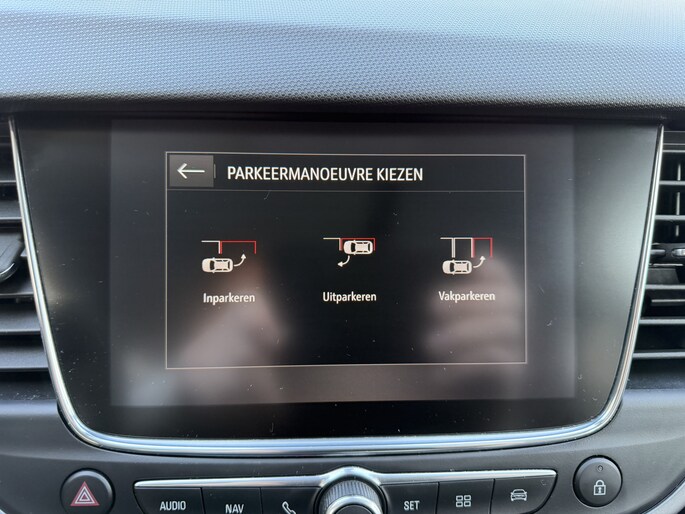 PARKEERMANOEUVRE KIEZEN
Inparkeren
Uitparkeren
Vakparkeren
AUDIO
NAV
SET